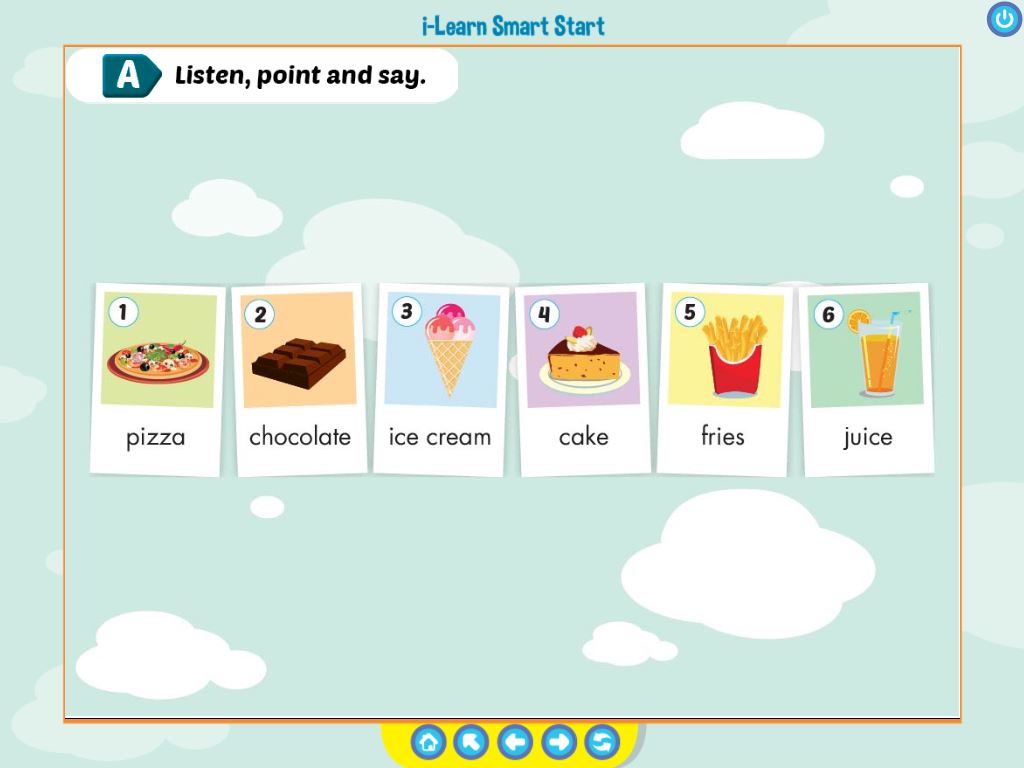 i-Learn Smart Start
A Listen, point and say.
1 2 3 4 5 6
pizza chocolate ice cream cake fries juice